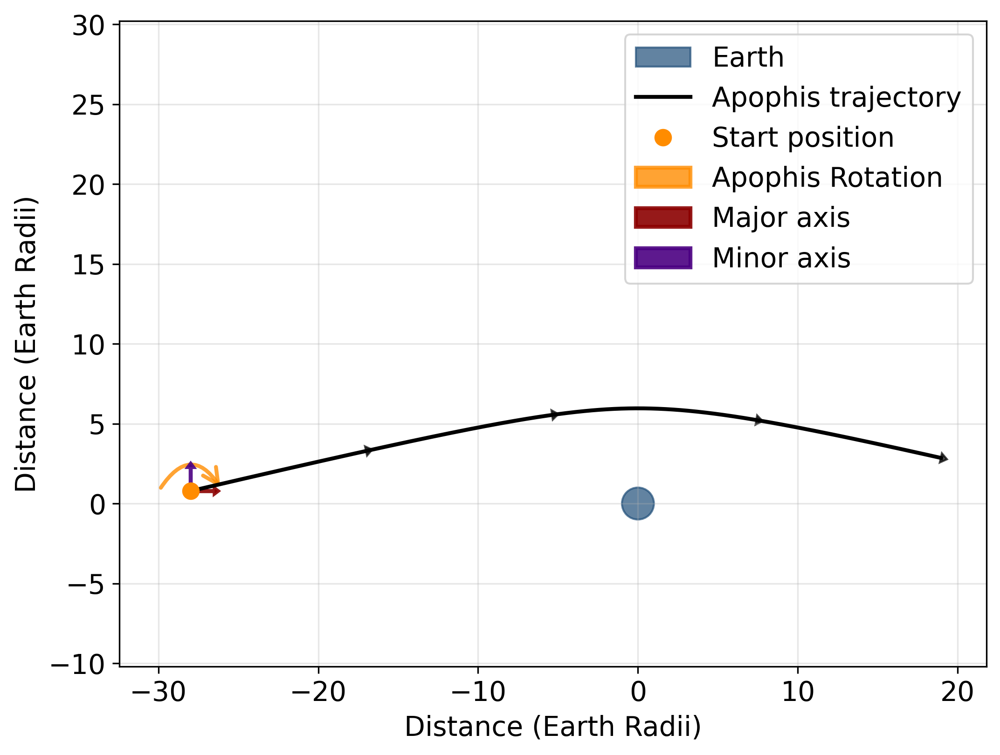 30
25
20
15
10
5
0
−5
−10
Distance (Earth Radii)
Earth
Apophis trajectory
Start position
Apophis Rotation
Major axis
Minor axis
−30 −20 −10 0 10 20
Distance (Earth Radii)